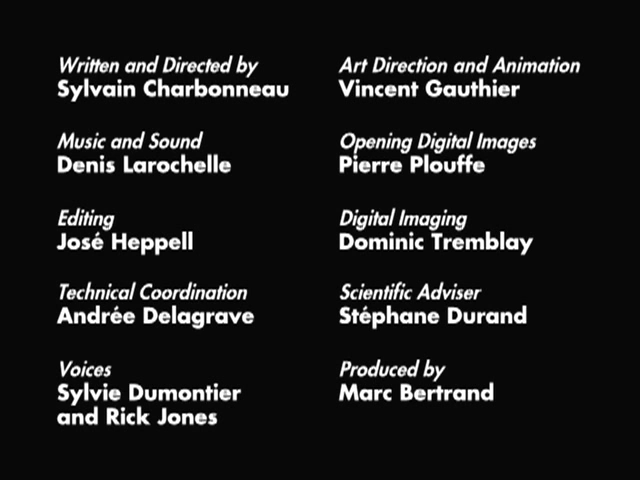 Written and Directed by
Sylvain Charbonneau
Music and Sound
Denis Larochelle
Editing
José Heppell
Technical Coordination
Andrée Delagrave
Voices
Sylvie Dumontier
and Rick Jones
Art Direction and Animation
Vincent Gauthier
Opening Digital Images
Pierre Plouffe
Digital Imaging
Dominic Tremblay
Scientific Adviser
Stéphane Durand
Produced by
Marc Bertrand